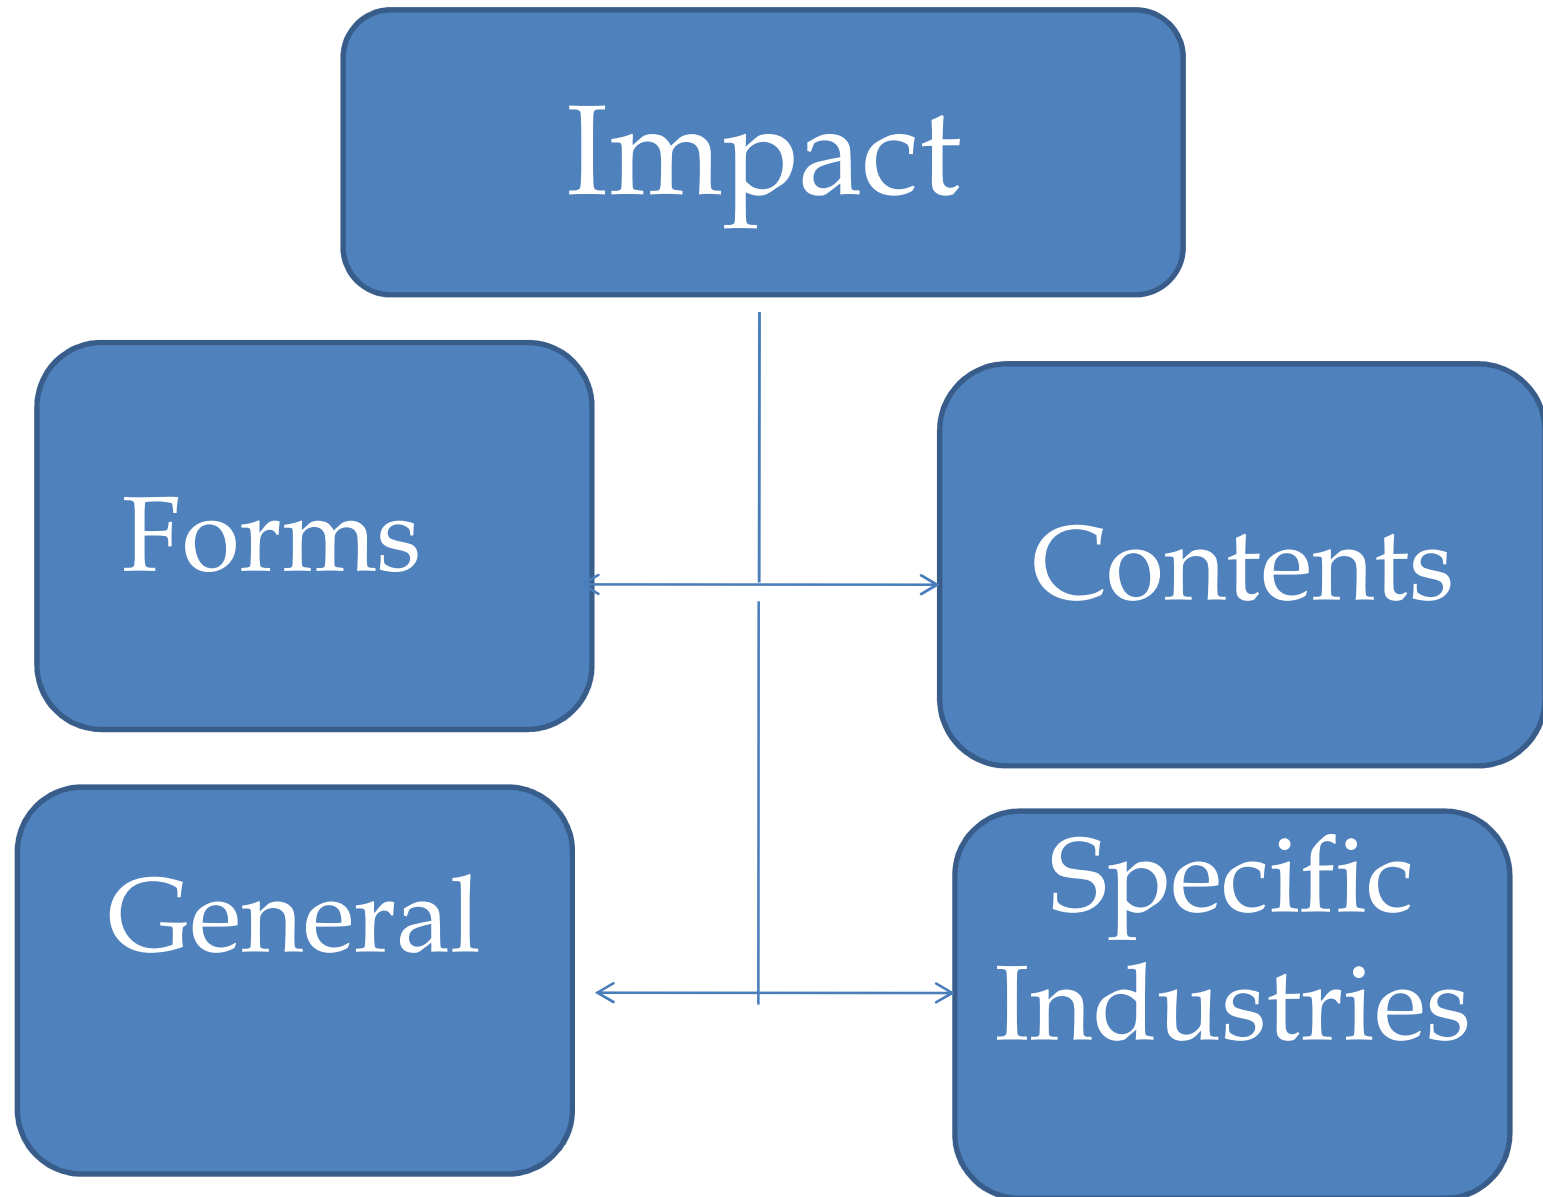 Impact
Forms
Contents
General
Specific
Industries